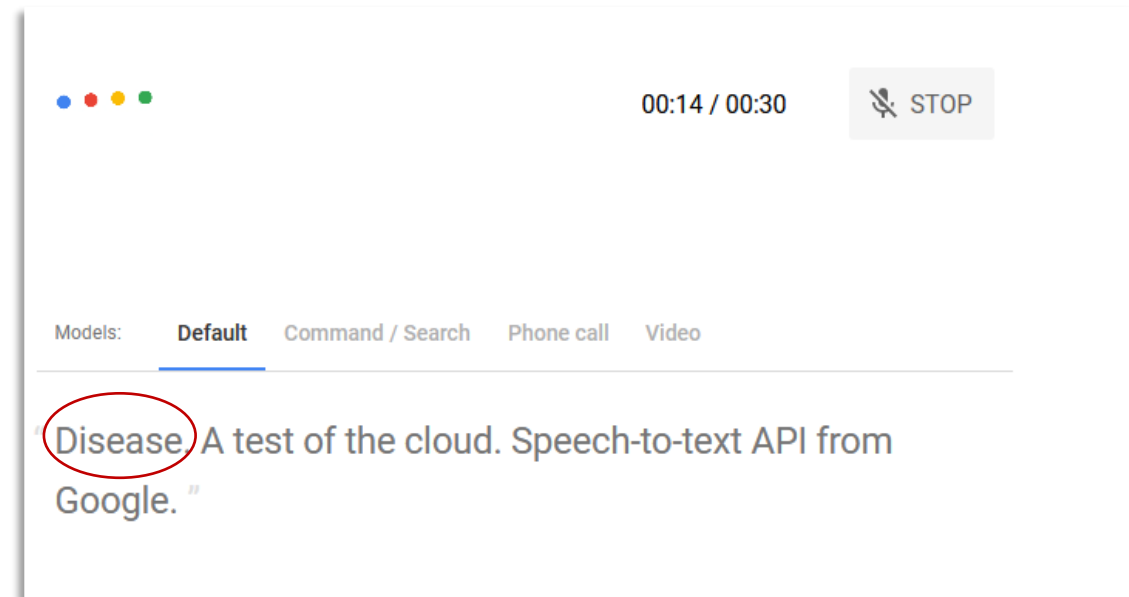 00:14 / 00:30 STOP
Models: Default Command / Search Phone call Video
" Disease. A test of the cloud. Speech-to-text API from
Google. "